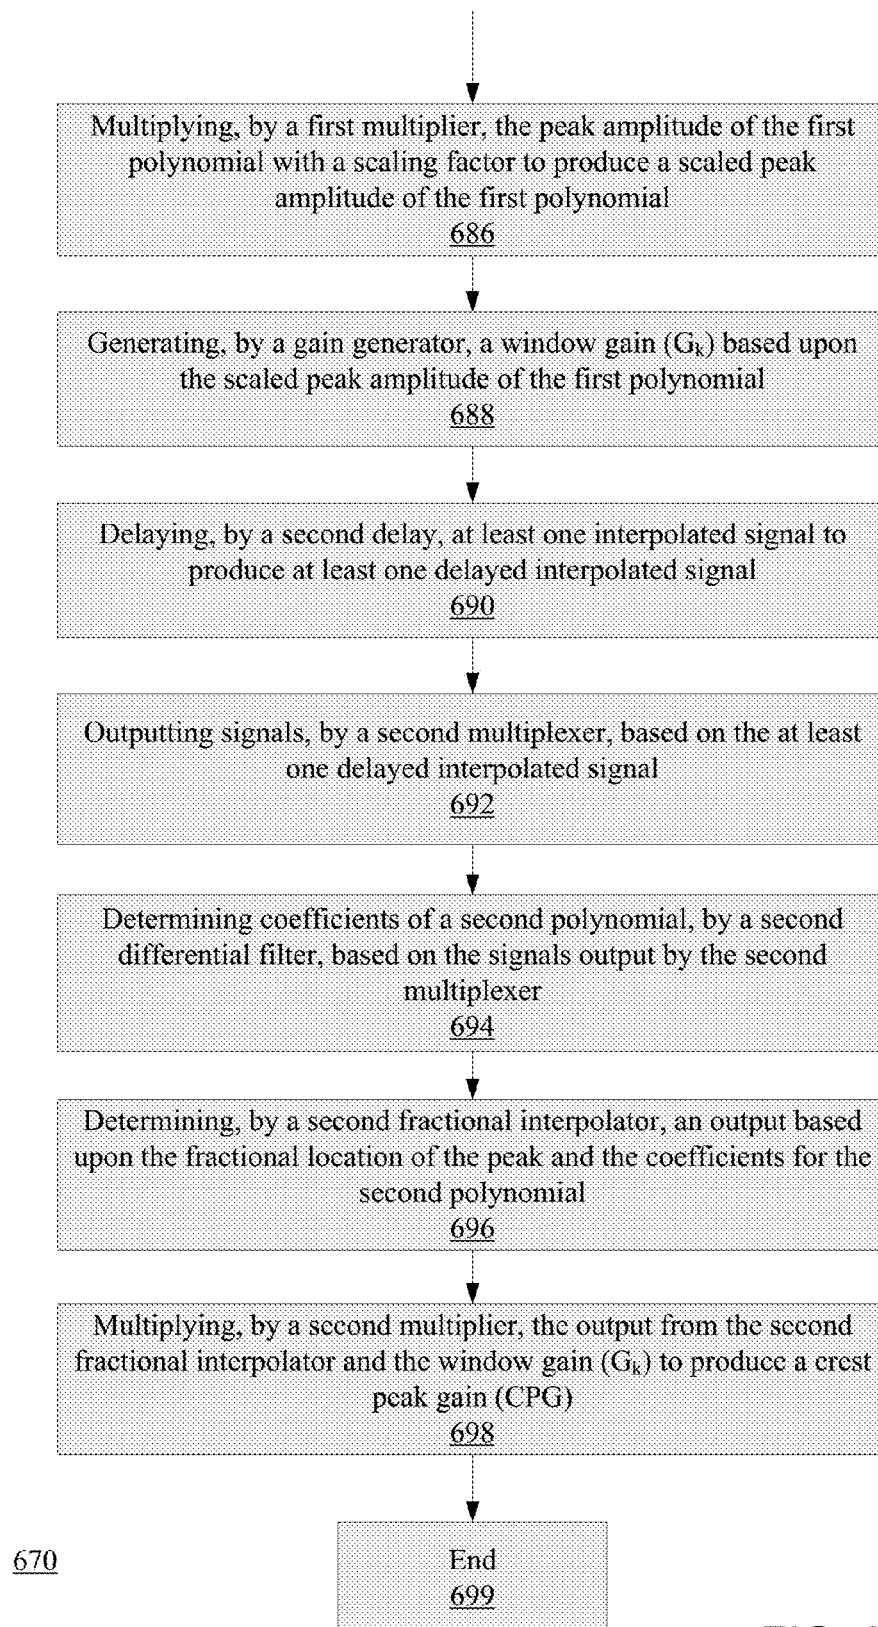 Multiplying, by a first multiplier, the peak amplitude of the first
polynomial with a scaling factor to produce a scaled peak
amplitude of the first polynomial
686
Generating, by a gain generator, a window gain (Gk) based upon
the scaled peak amplitude of the first polynomial
688
Delaying, by a second delay, at least one interpolated signal to
produce at least one delayed interpolated signal
690
Outputting signals, by a second multiplexer, based on the at least
one delayed interpolated signal
692
Determining coefficients of a second polynomial, by a second
differential filter, based on the signals output by the second
multiplexer
694
Determining, by a second fractional interpolator, an output based
upon the fractional location of the peak and the coefficients for the
second polynomial
696
Multiplying, by a second multiplier, the output from the second
fractional interpolator and the window gain (Gk) to produce a crest
peak gain (CPG)
698
670
End
699